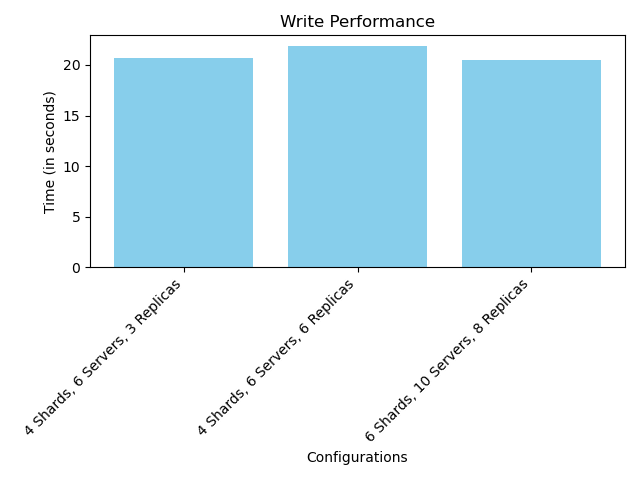 Write Performance
Time (in seconds)
20
15
10
5
0
4 Shards, 6 Servers, 3 Replicas
4 Shards, 6 Servers, 6 Replicas
6 Shards, 10 Servers, 8 Replicas
Configurations